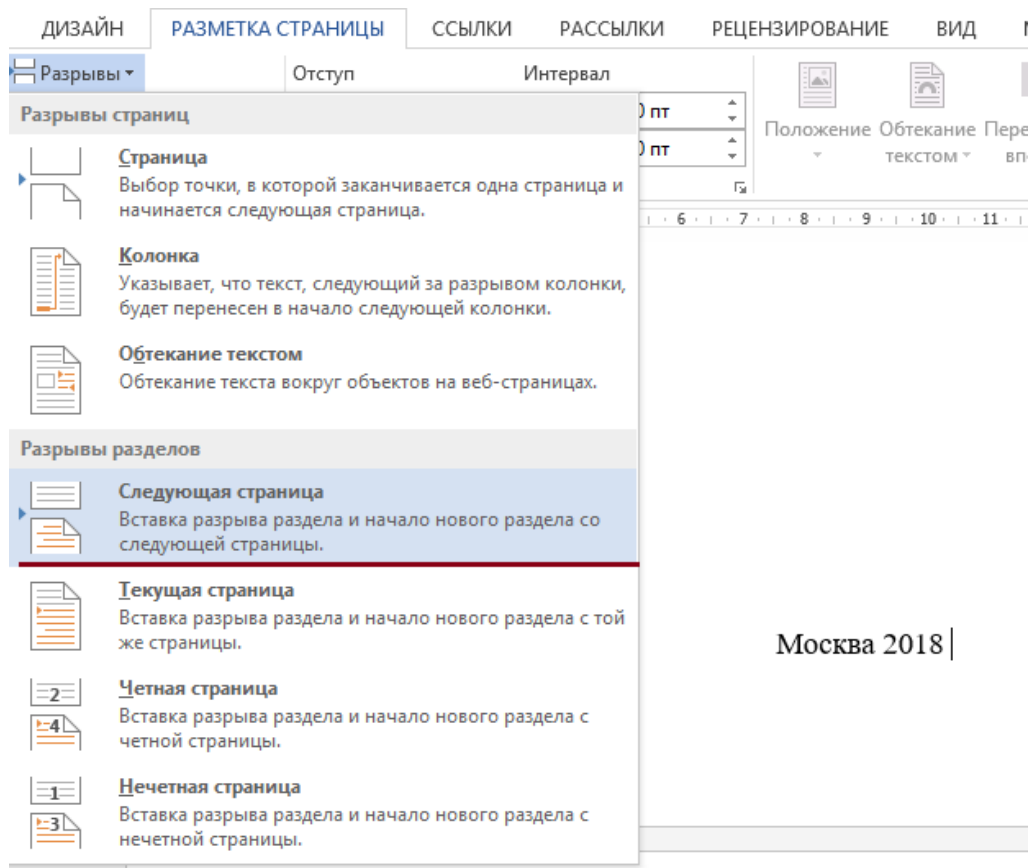 ДИЗАЙН РАЗМЕТКА СТРАНИЦЫ ССЫЛКИ РАССЫЛКИ РЕЦЕНЗИРОВАНИЕ ВИД
Разрывы Отступ Интервал
Разрывы страниц
0 пт
Положение Обтекание
пт
текстом
Страница
Выбор точки, в которой заканчивается одна страница и
начинается следующая страница.
6 7 8 9 10 11
Колонка
Указывает, что текст, следующий за разрывом колонки,
будет перенесен в начало следующей колонки.
Обтекание текстом
Обтекание текста вокруг объектов на веб-страницах.
Разрывы разделов
Следующая страница
Вставка разрыва раздела и начало нового раздела со
следующей страницы.
Текущая страница
Вставка разрыва раздела и начало нового раздела с той
же страницы.
Москва 2018
2
4
Четная страница
Вставка разрыва раздела и начало нового раздела с
четной страницы.
1
3
Нечетная страница
Вставка разрыва раздела и начало нового раздела с
нечетной страницы.